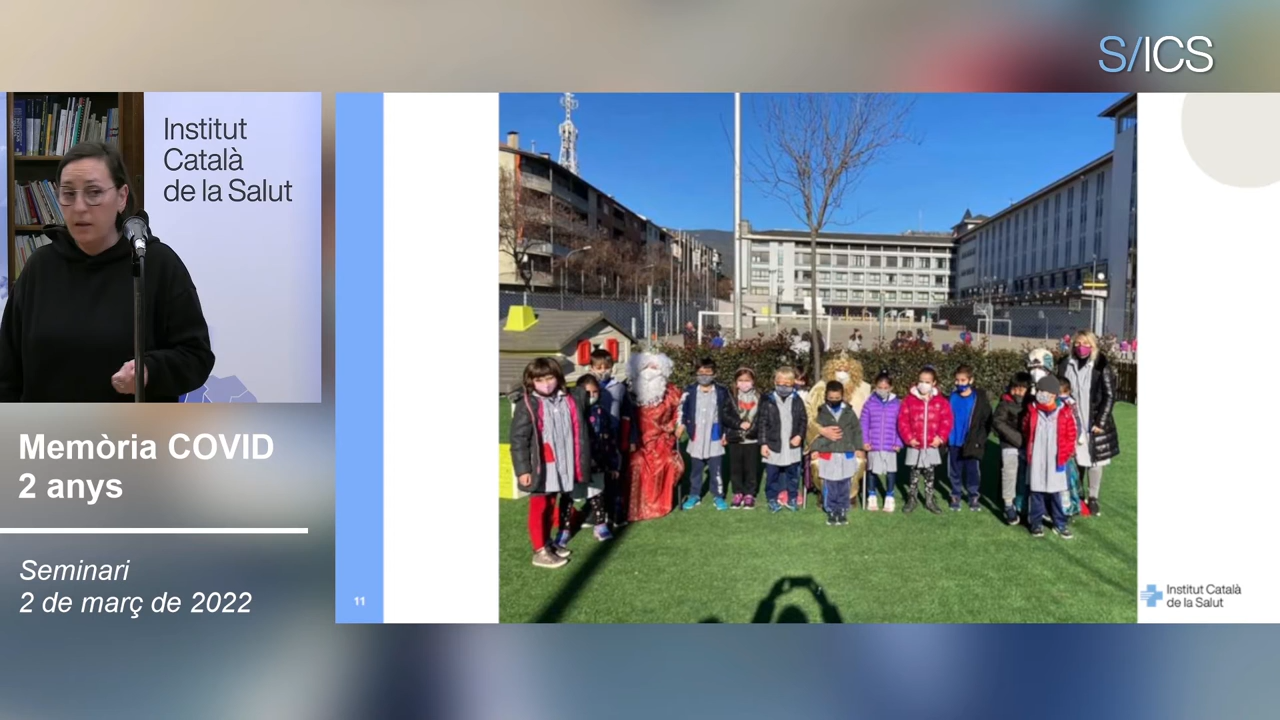 S/ICS
Institut
Català
de la Salut
Memòria COVID
2 anys
Seminari
2 de març de 2022
11
Institut Català
de la Salut